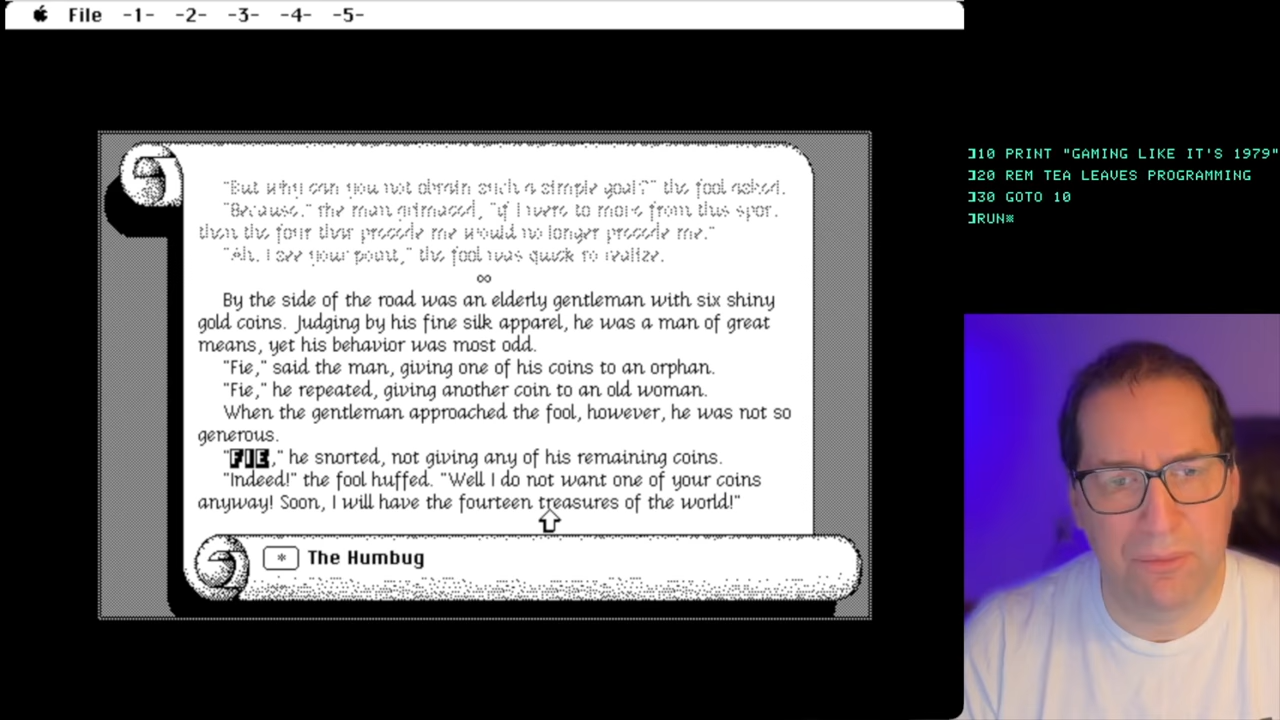 File -1- -2- -3- -4- -5-
"But why can you not obtain such a simple goal?" the fool asked.
"Because," the man grimaced, "if I were to move from this spot,
then the four that precede me would no longer precede me."
"Ah, I see your point," the fool was quick to realize.
∞
By the side of the road was an elderly gentleman with six shiny
gold coins. Judging by his fine silk apparel, he was a man of great
means, yet his behavior was most odd.
"Fie," said the man, giving one of his coins to an orphan.
"Fie," he repeated, giving another coin to an old woman.
When the gentleman approached the fool, however, he was not so
generous.
"FIE," he snorted, not giving any of his remaining coins.
"Indeed!" the fool huffed. "Well I do not want one of your coins
anyway! Soon, I will have the fourteen treasures of the world!"
* The Humbug
]10 PRINT "GAMING LIKE IT'S 1979"
]20 REM TEA LEAVES PROGRAMMING
]30 GOTO 10
]RUN